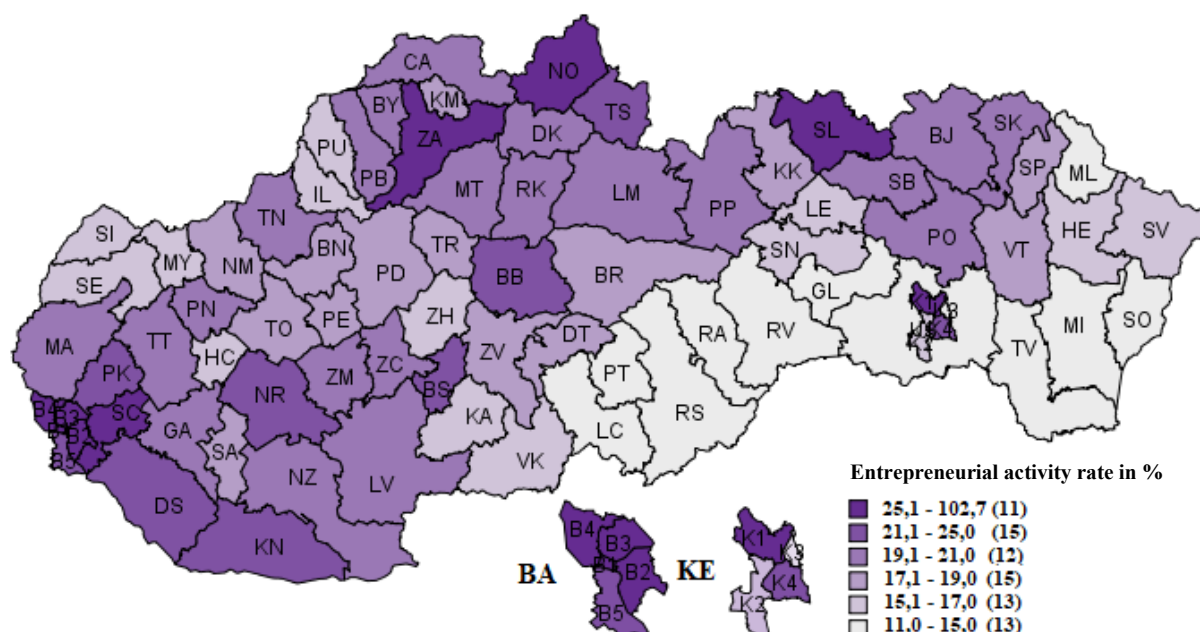 CA
NO
BY
KM
TS
PU
ZA
DK
SL
BJ
SK
SP
ML
PB
KK
IL
MT
RK
LM
SB
PP
TN
LE
HE
SV
SI
BN
TR
PO
VT
MY
NM
PD
SN
SE
BB
BR
GL
PN
TO
PE
ZH
RA
RV
MI
SO
MA
TT
HC
DT
TV
ZV
PK
ZM
ZC
PT
NR
BS
RS
SC
KA
LC
GA
SA
VK
NZ
LV
DS
KN
B4
B3
B2
B5
K4
Entrepreneurial activity rate in %
25,1 - 102,7 (11)
21,1 - 25,0 (15)
19,1 - 21,0 (12)
17,1 - 19,0 (15)
15,1 - 17,0 (13)
11,0 - 15,0 (13)
BA
B4
B3
B2
B5
KE
K1
K4
K2